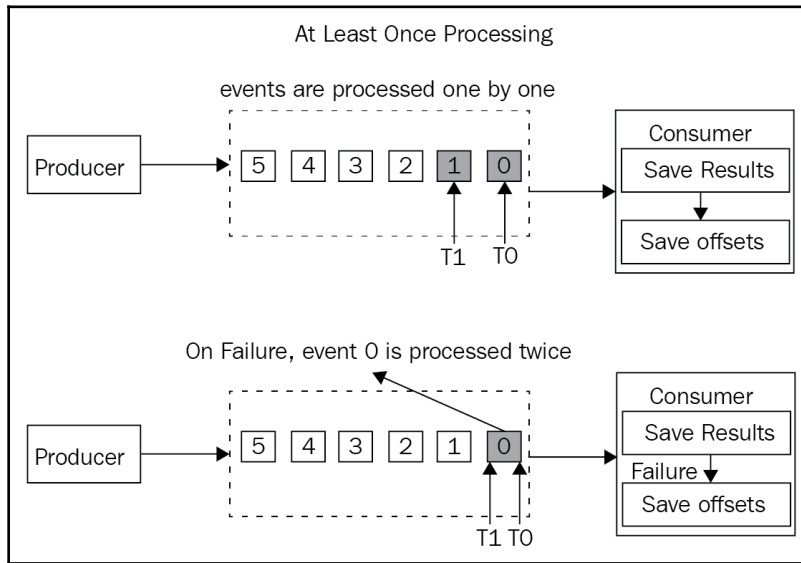 At Least Once Processing
events are processed one by one
Producer
5 4 3 2 1 0
T1 T0
Consumer
Save Results
Save offsets
On Failure, event 0 is processed twice
Producer
5 4 3 2 1 0
T1 T0
Consumer
Save Results
Failure
Save offsets